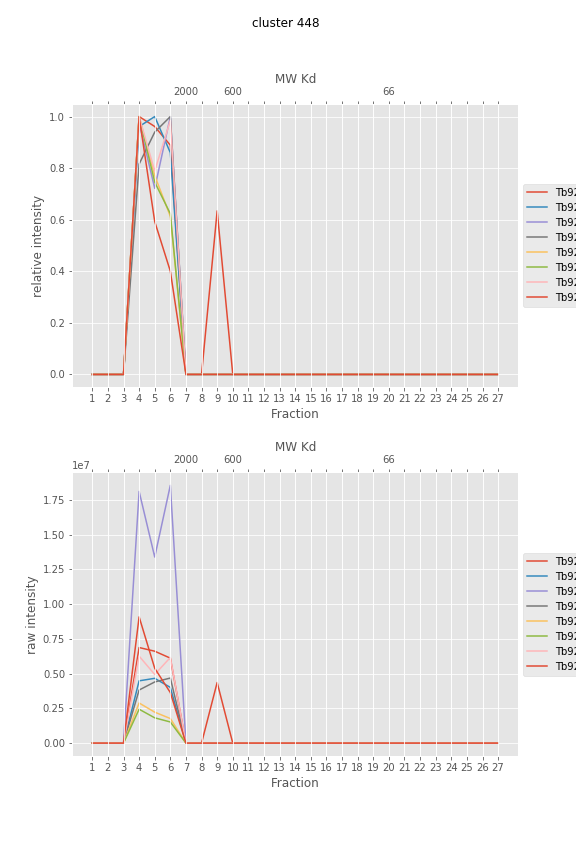 cluster 448
MW Kd
2000 600 66
1.0
0.8
0.6
0.4
0.2
0.0
relative intensity
1 2 3 4 5 6 7 8 9 10 11 12 13 14 15 16 17 18 19 20 21 22 23 24 25 26 27
Fraction
Tb92
Tb92
Tb92
Tb92
Tb92
Tb92
Tb92
Tb92
MW Kd
1e7
2000 600 66
1.75
1.50
1.25
1.00
0.75
0.50
0.25
0.00
raw intensity
1 2 3 4 5 6 7 8 9 10 11 12 13 14 15 16 17 18 19 20 21 22 23 24 25 26 27
Fraction
Tb92
Tb92
Tb92
Tb92
Tb92
Tb92
Tb92
Tb92